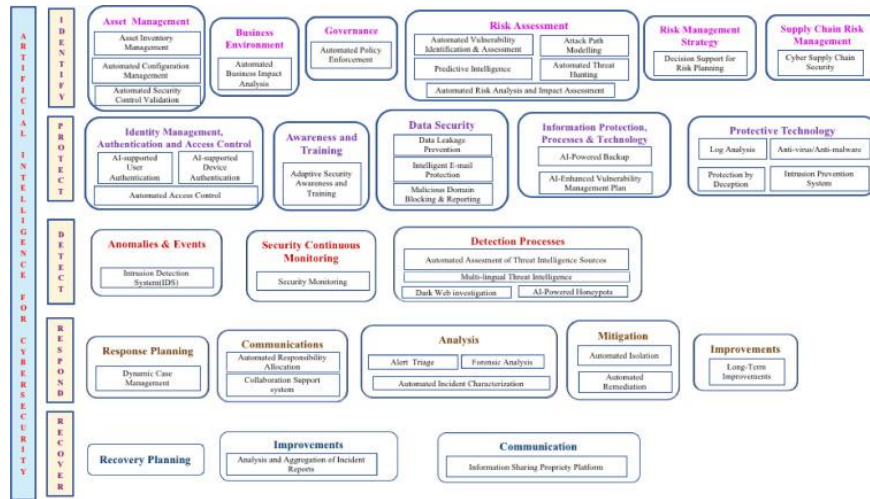 ARTIFICIAL INTELLIGENCE FOR CYBERSECURITY
IDENTIFY
Asset Management
Asset Inventory
Management
Automated Configuration
Management
Automated Security
Control Validation
Business
Environment
Automated
Business Impact
Analysis
Governance
Automated Policy
Enforcement
Risk Assessment
Automated Vulnerability
Identification & Assessment
Attack Path
Modelling
Predictive Intelligence
Automated Threat
Hunting
Automated Risk Analysis and Impact Assessment
Risk Management
Strategy
Decision Support for
Risk Planning
Supply Chain Risk
Management
Cyber Supply Chain
Security
PROTECT
Identity Management,
Authentication and Access Control
AI-supported
User
Authentication
AI-supported
Device
authentication
Automated Access Control
Awareness and
Training
Adaptive Security
Awareness and
Training
Data Security
Data Leakage
Prevention
Intelligent E-mail
Protection
Malicious Domain
Blocking & Reporting
Information Protection,
Processes & Technology
AI-Powered Backup
AI-Enhanced Vulnerability
Management Plan
Protective Technology
Log Analysis
Anti-virus/Anti-malware
Protection by
Deception
Intrusion Prevention
System
DETECT
Anomalies & Events
Intrusion Detection
System(IDS)
Security Continuous
Monitoring
Security Monitoring
Detection Processes
Automated Assesment of Threat Intelligence Sources
Multi-lingual Threat Intelligence
Dark Web investigation
AI-Powered Honeypots
RESPOND
Response Planning
Dynamic Case
Management
Communications
Automated Responsibility
Allocation
Collaboration Support
system
Analysis
Alert Triage
Forensic Analysis
Automated Incident Characterization
Mitigation
Automated Isolation
Automated
Remediation
Improvements
Long-Term
Improvements
RECOVER
Recovery Planning
Improvements
Analysis and Aggregation of Incident
Reports
Communication
Information Sharing Propriety Platform